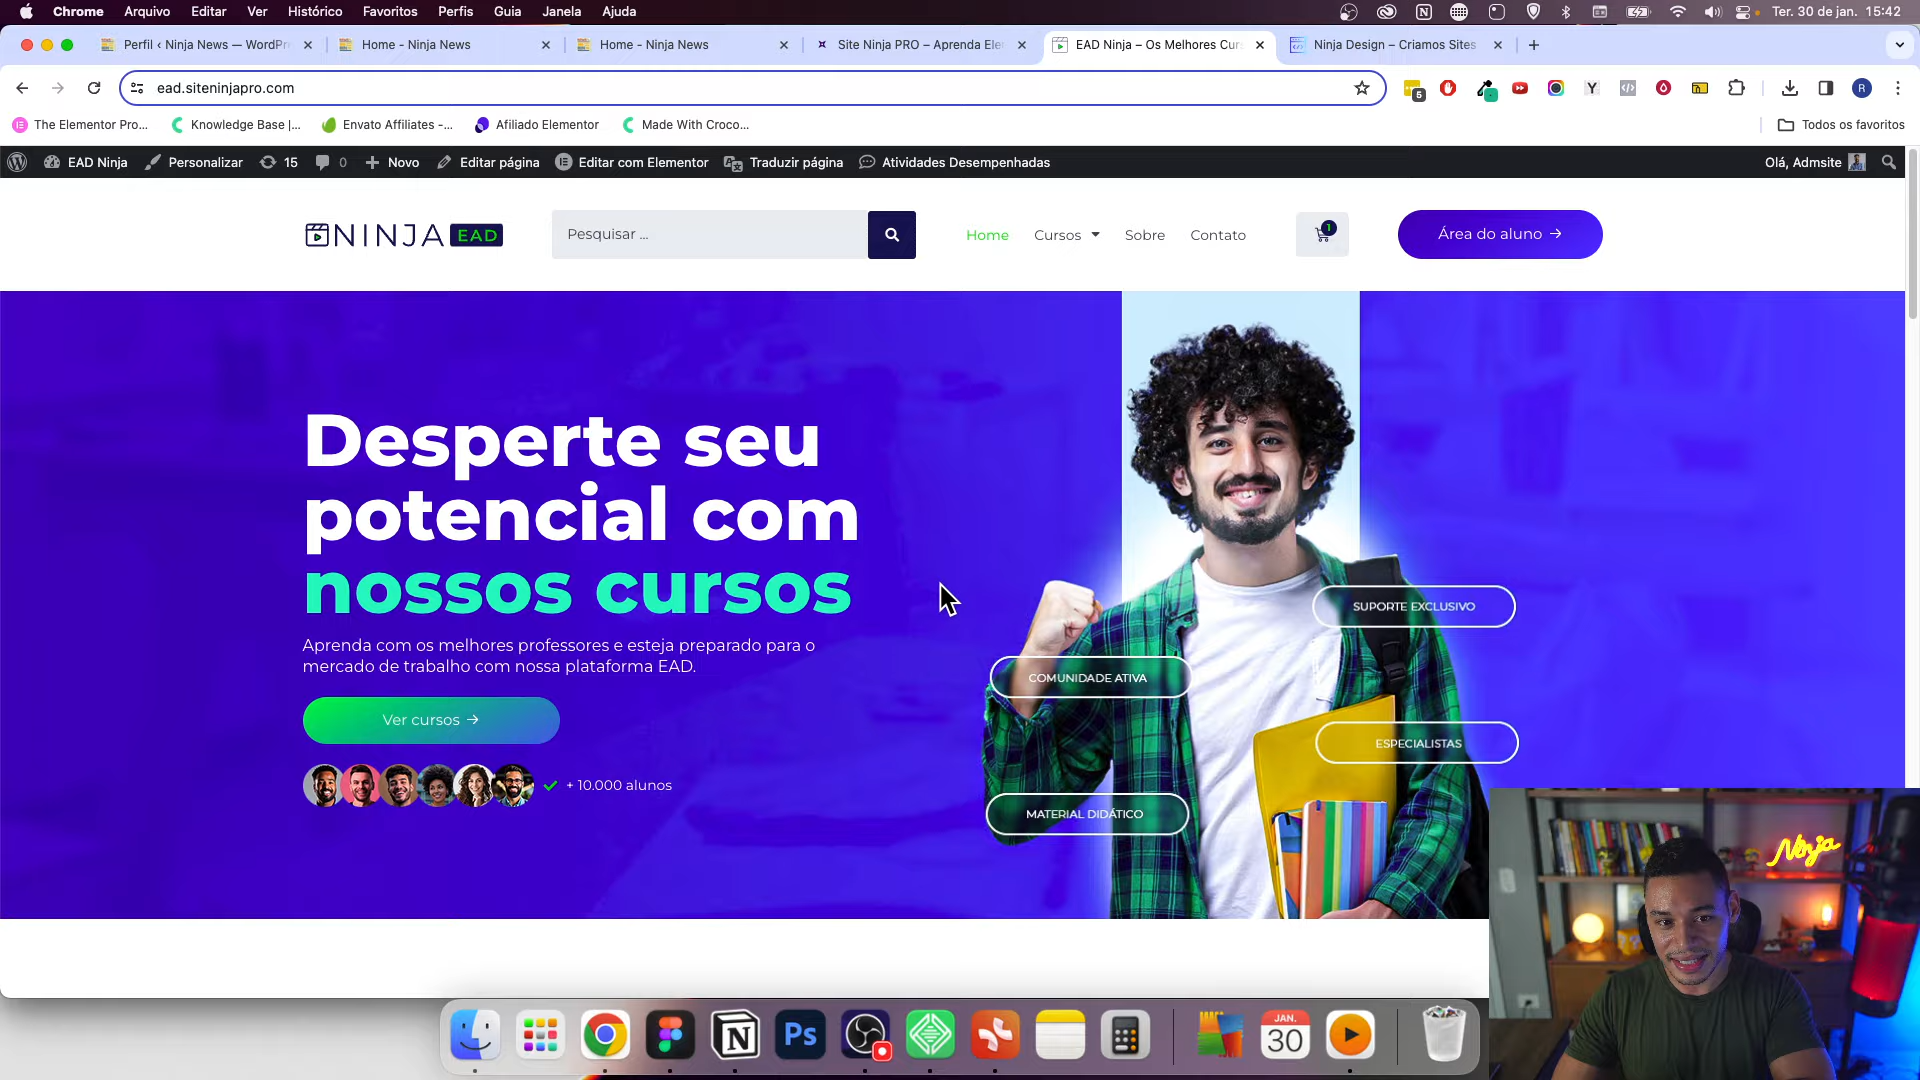 Chrome Arquivo Editar Ver Histórico Favoritos Perfis Guia Janela Ajuda Ter. 30 de jan. 15:42
Perfil ‹ Ninja News — WordPr
Home - Ninja News
Home - Ninja News
Site Ninja PRO – Aprenda Ele
EAD Ninja – Os Melhores Cur
Ninja Design – Criamos Sites
ead.siteninjapro.com
5
Y
R
The Elementor Pro...
Knowledge Base |...
Envato Affiliates -...
Afiliado Elementor
Made With Croco...
Todos os favoritos
EAD Ninja Personalizar 15 0 Novo Editar página Editar com Elementor Traduzir página Atividades Desempenhadas Olá, Admsite
NINJA EAD
Pesquisar ...
Home Cursos Sobre Contato
1
Área do aluno →
Desperte seu
potencial com
nossos cursos
Aprenda com os melhores professores e esteja preparado para o
mercado de trabalho com nossa plataforma EAD.
Ver cursos →
+ 10.000 alunos
SUPORTE EXCLUSIVO
COMUNIDADE ATIVA
ESPECIALISTAS
MATERIAL DIDÁTICO
Ninja
Ps
JAN.
30